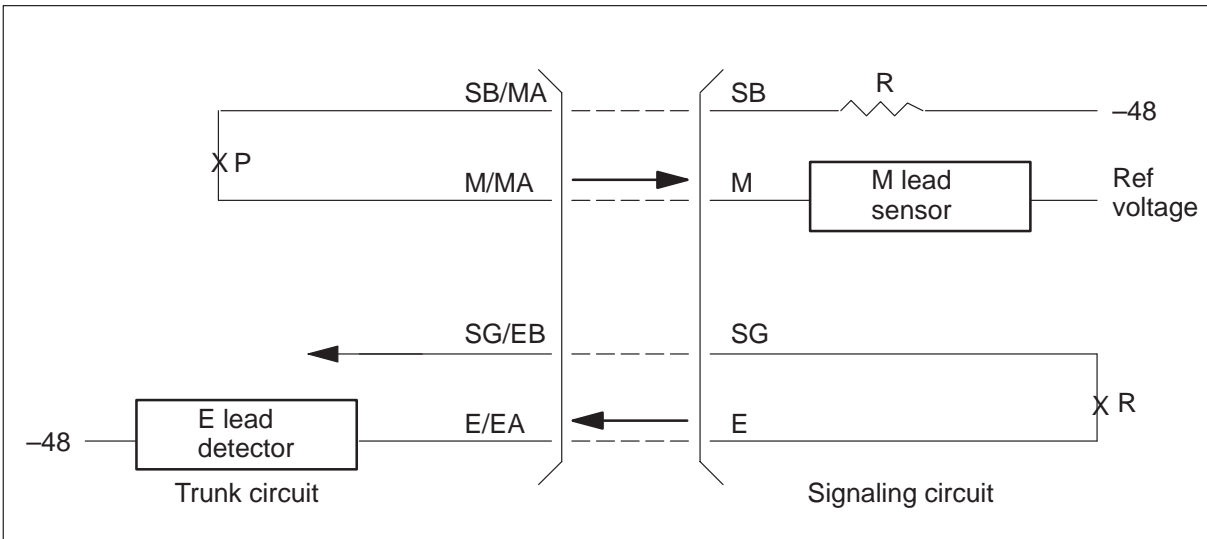 SB/MA
SB
R
–48
X P
M/MA
M
M lead
sensor
Ref
voltage
SG/EB
SG
–48
E lead
detector
E/EA
E
X R
Trunk circuit
Signaling circuit